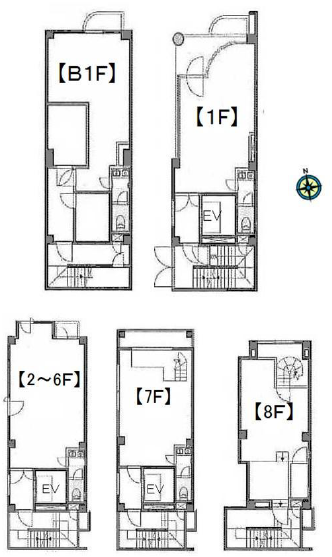 【B1F】
【1F】
EV
N
【2～6F】
【7F】
【8F】
EV
EV